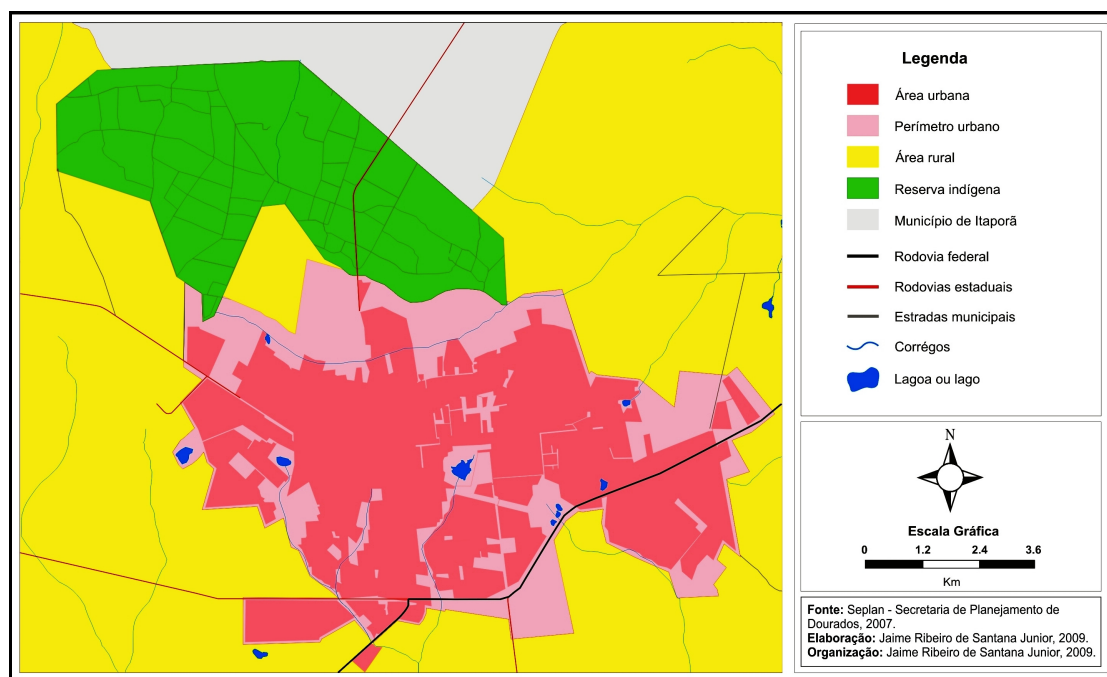 Legenda
Área urbana
Perímetro urbano
Área rural
Reserva indígena
Município de Itaporã
Rodovia federal
Rodovias estaduais
Estradas municipais
Corrégos
Lagoa ou lago
N
Escala Gráfica
0 1.2 2.4 3.6
Km
Fonte: Seplan - Secretaria de Planejamento de
Dourados, 2007.
Elaboração: Jaime Ribeiro de Santana Junior, 2009.
Organização: Jaime Ribeiro de Santana Junior, 2009.